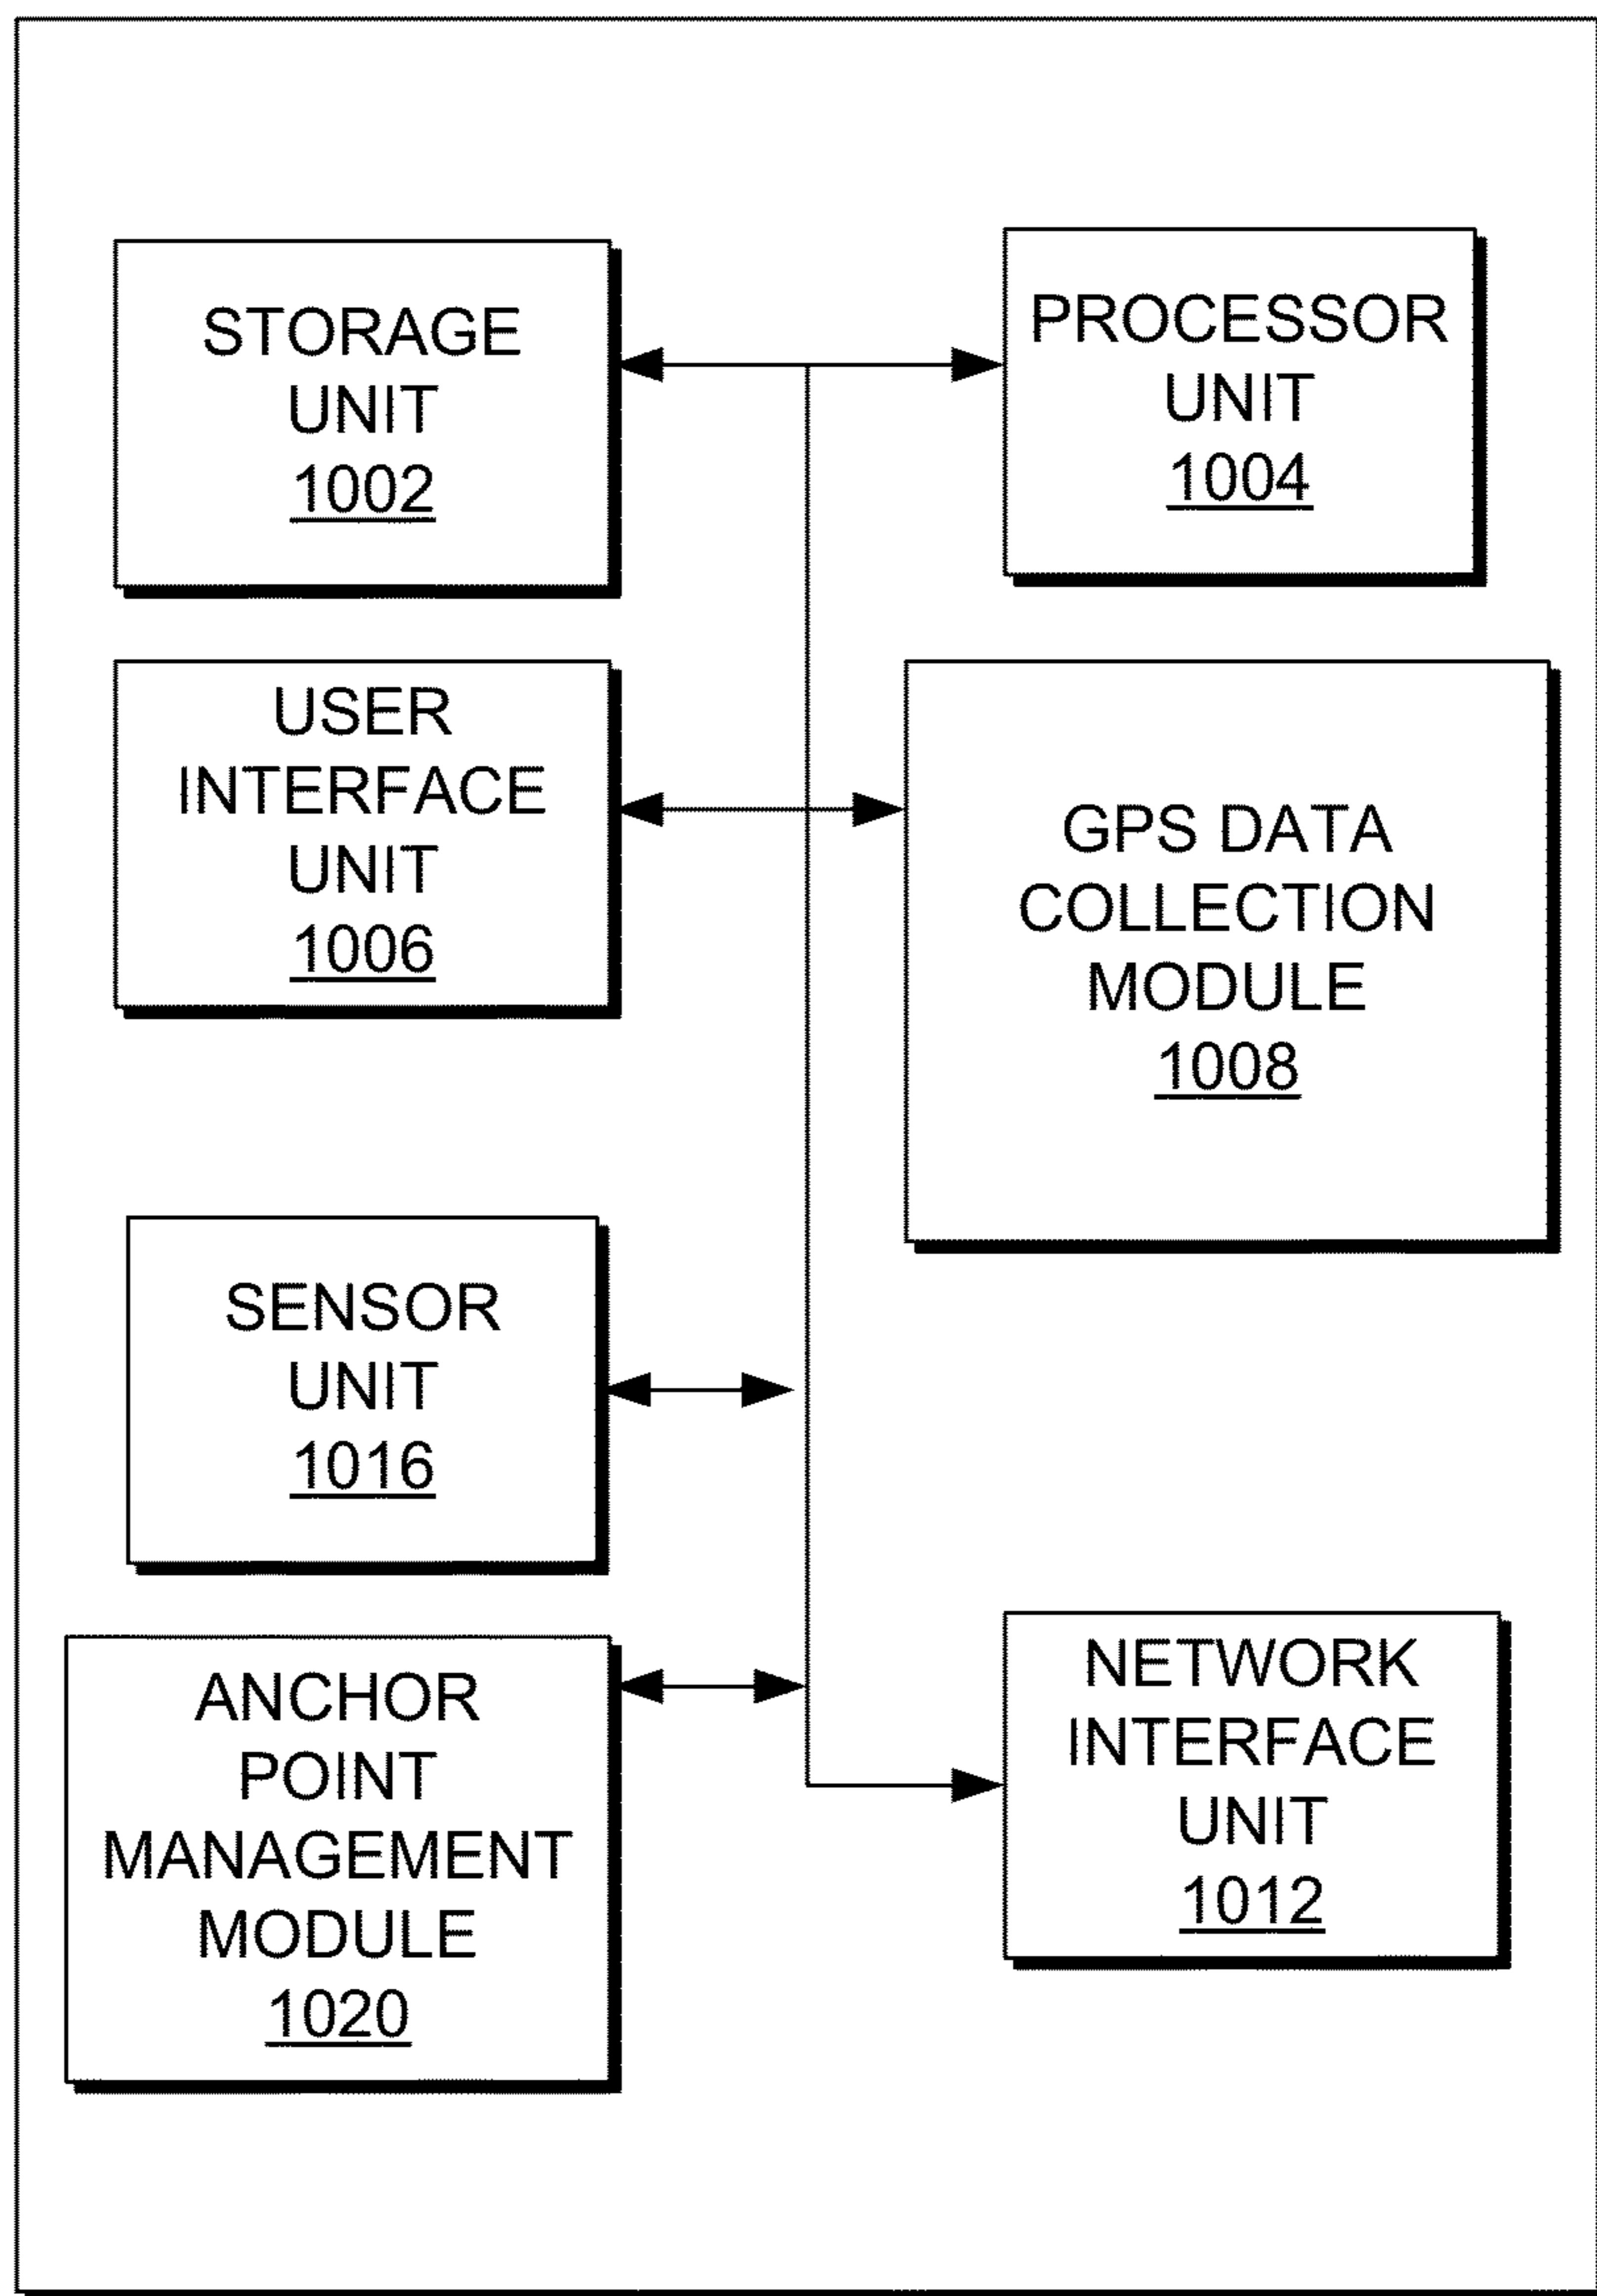 STORAGE
UNIT
1002
PROCESSOR
UNIT
1004
USER
INTERFACE
UNIT
1006
GPS DATA
COLLECTION
MODULE
1008
SENSOR
UNIT
1016
ANCHOR
POINT
MANAGEMENT
MODULE
1020
NETWORK
INTERFACE
UNIT
1012